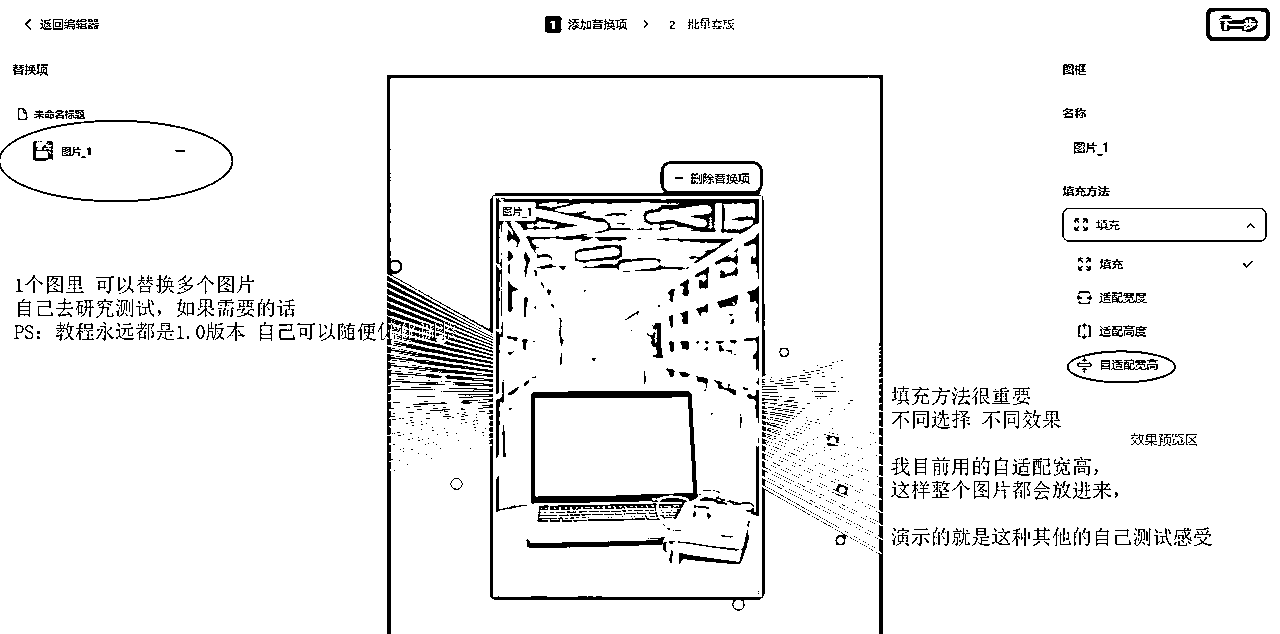 返回编辑器
1 添加替换项
2 批量套版
替换项
未命名标题
图片_1
删除替换项
图片_1
1个图里 可以替换多个图片
自己去研究测试，如果需要的话
PS：教程永远都是1.0版本 自己可以随便
图框
名称
图片_1
填充方法
填充
填充
适配宽度
适配高度
自适配宽高
填充方法很重要
不同选择 不同效果
效果预览区
我目前用的自适配宽高，
这样整个图片都会放进来，
演示的就是这种其他的自己测试感受